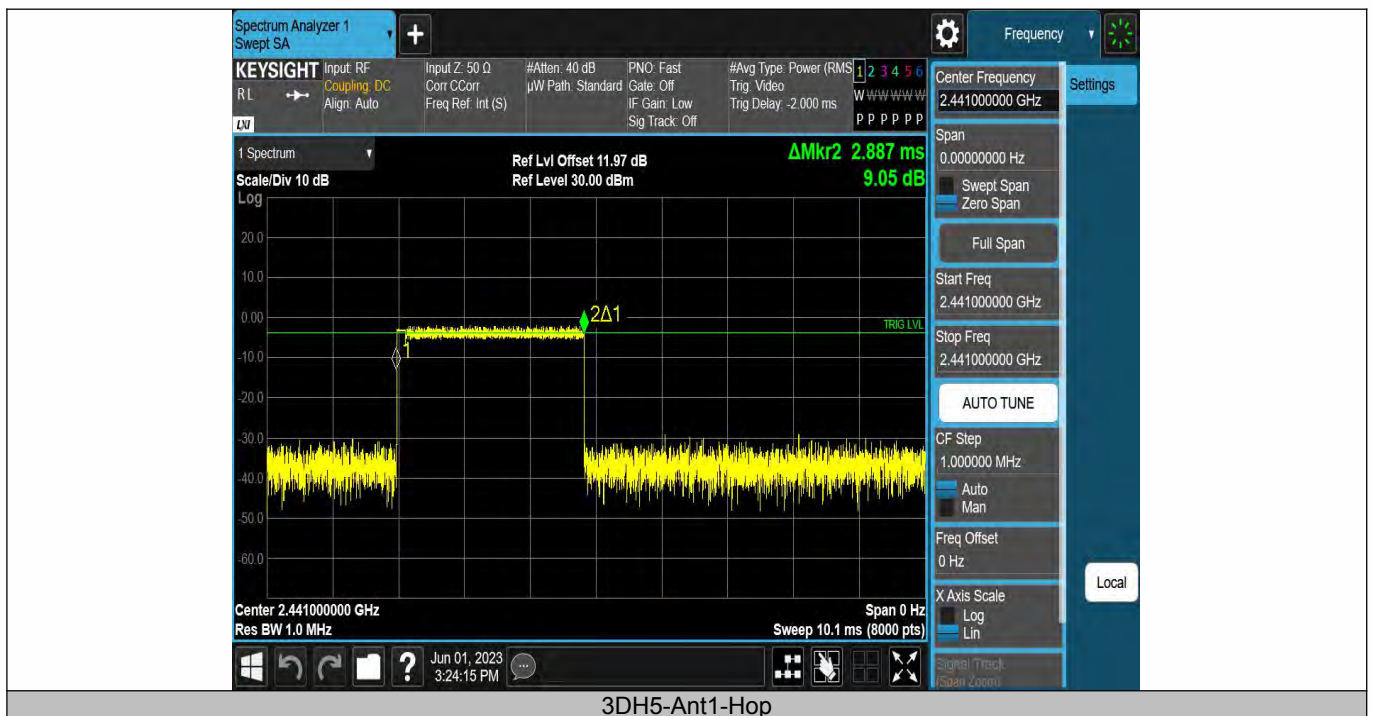 Spectrum Analyzer 1
Swept SA
Frequency
KEYSIGHT
R L
LXI
Input: RF
Coupling: DC
Align: Auto
Input Z: 50 Ω
Corr CCorr
Freq Ref: Int (S)
#Atten: 40 dB
µW Path: Standard
PNO: Fast
Gate: Off
IF Gain: Low
Sig Track: Off
#Avg Type: Power (RMS
Trig: Video
Trig Delay: -2.000 ms
1 2 3 4 5 6
W W W W W W
P P P P P P
1 Spectrum
Scale/Div 10 dB
Log
Ref Lvl Offset 11.97 dB
Ref Level 30.00 dBm
ΔMkr2 2.887 ms
9.05 dB
20.0
10.0
0.00
-10.0
-20.0
-30.0
-40.0
-50.0
-60.0
2Δ1
1
TRIG LVL
Center 2.441000000 GHz
Res BW 1.0 MHz
Span 0 Hz
Sweep 10.1 ms (8000 pts)
Center Frequency
2.441000000 GHz
Settings
Span
0.00000000 Hz
Swept Span
Zero Span
Full Span
Start Freq
2.441000000 GHz
Stop Freq
2.441000000 GHz
AUTO TUNE
CF Step
1.000000 MHz
Auto
Man
Freq Offset
0 Hz
X Axis Scale
Log
Lin
Signal Track
(Span Zoom)
Local
?
Jun 01, 2023
3:24:15 PM
3DH5-Ant1-Hop